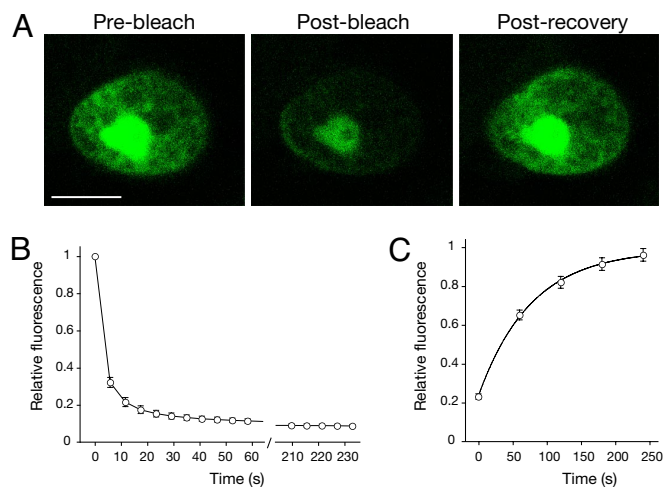 A
Pre-bleach Post-bleach Post-recovery
B
C
Relative fluorescence
1
0.8
0.6
0.4
0.2
0
0 10 20 30 40 50 60 / 210 220 230
Time (s)
Relative fluorescence
1
0.8
0.6
0.4
0.2
0
0 50 100 150 200 250
Time (s)